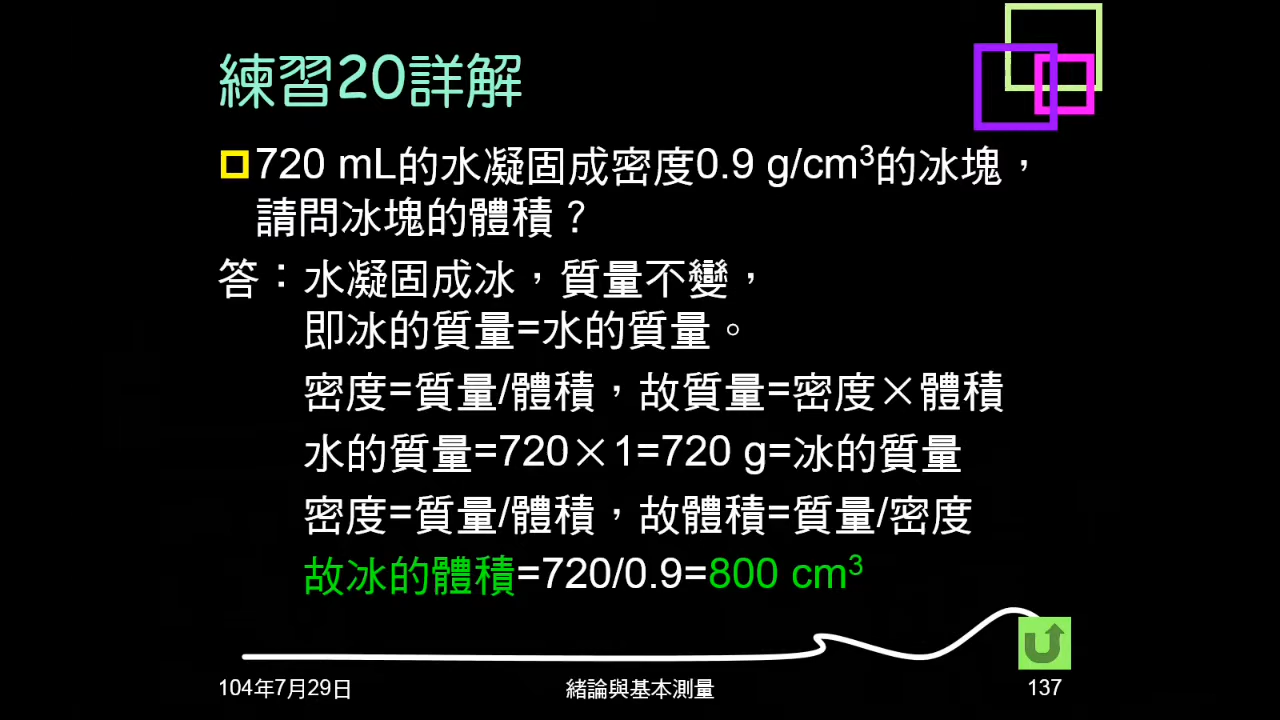 練習20詳解
720 mL的水凝固成密度0.9 g/cm³的冰塊，
請問冰塊的體積？
答：水凝固成冰，質量不變，
即冰的質量=水的質量。
密度=質量/體積，故質量=密度×體積
水的質量=720×1=720 g=冰的質量
密度=質量/體積，故體積=質量/密度
故冰的體積=720/0.9=800 cm³
104年7月29日 緒論與基本測量 137